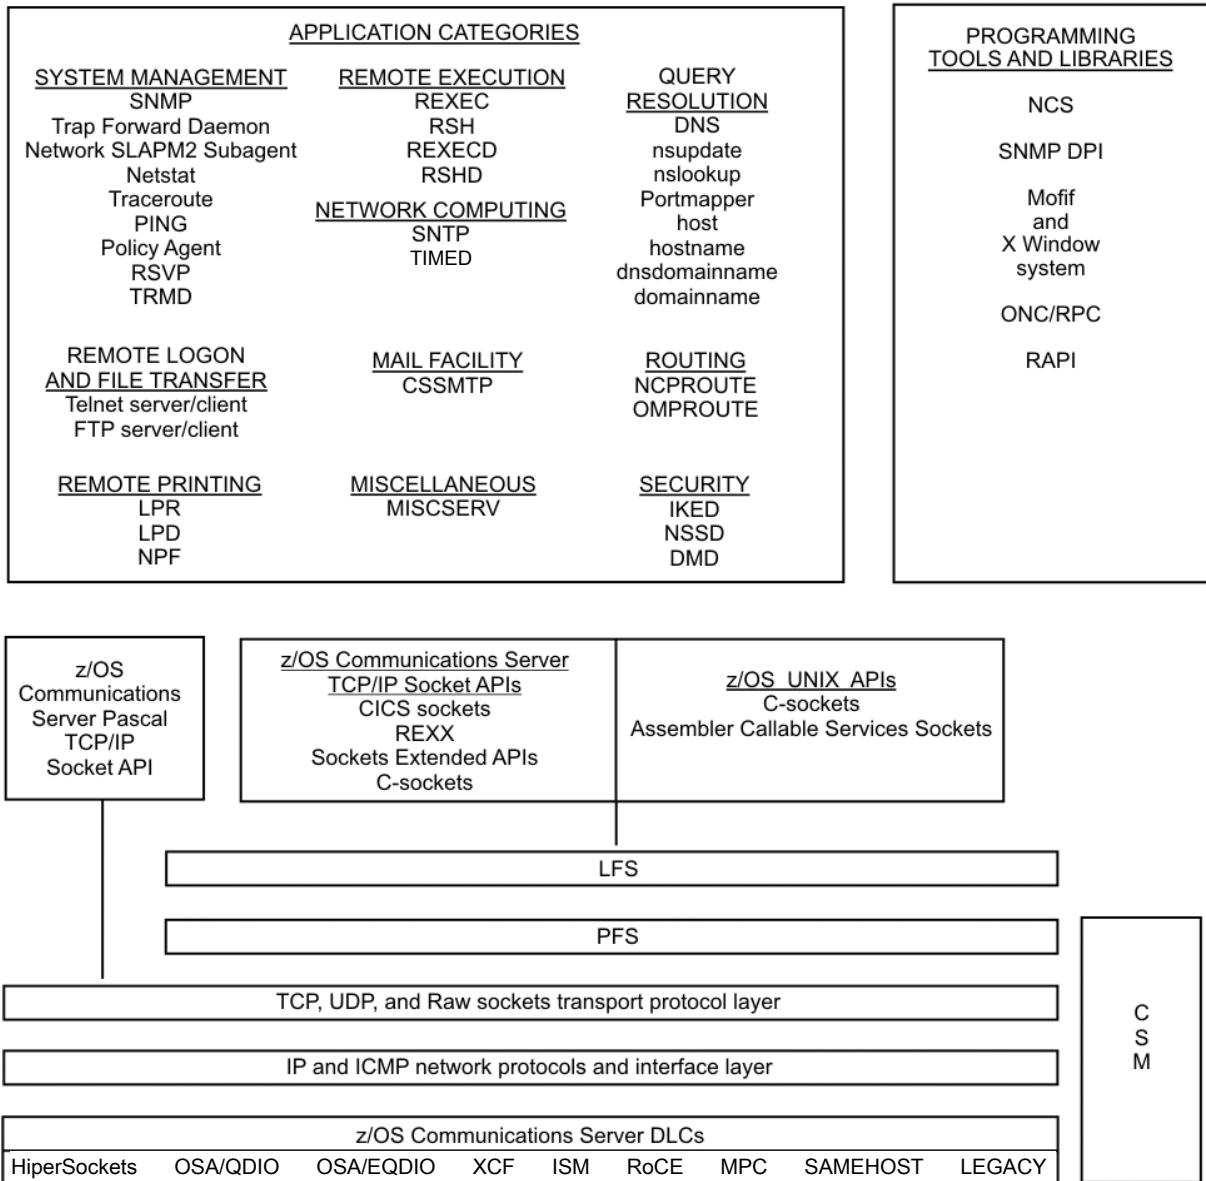 APPLICATION CATEGORIES
SYSTEM MANAGEMENT
SNMP
Trap Forward Daemon
Network SLAPM2 Subagent
Netstat
Traceroute
PING
Policy Agent
RSVP
TRMD
REMOTE EXECUTION
REXEC
RSH
REXECD
RSHD
NETWORK COMPUTING
SNTP
TIMED
QUERY
RESOLUTION
DNS
nsupdate
nslookup
Portmapper
host
hostname
dnsdomainname
domainname
REMOTE LOGON
AND FILE TRANSFER
Telnet server/client
FTP server/client
MAIL FACILITY
CSSMTP
ROUTING
NCPROUTE
OMPROUTE
REMOTE PRINTING
LPR
LPD
NPF
MISCELLANEOUS
MISCSERV
SECURITY
IKED
NSSD
DMD
PROGRAMMING
TOOLS AND LIBRARIES
NCS
SNMP DPI
Mofif
and
X Window
system
ONC/RPC
RAPI
z/OS
Communications
Server Pascal
TCP/IP
Socket API
z/OS Communications Server
TCP/IP Socket APIs
CICS sockets
REXX
Sockets Extended APIs
C-sockets
z/OS UNIX APIs
C-sockets
Assembler Callable Services Sockets
LFS
PFS
TCP, UDP, and Raw sockets transport protocol layer
IP and ICMP network protocols and interface layer
z/OS Communications Server DLCs
HiperSockets OSA/QDIO OSA/EQDIO XCF ISM RoCE MPC SAMEHOST LEGACY
C
S
M